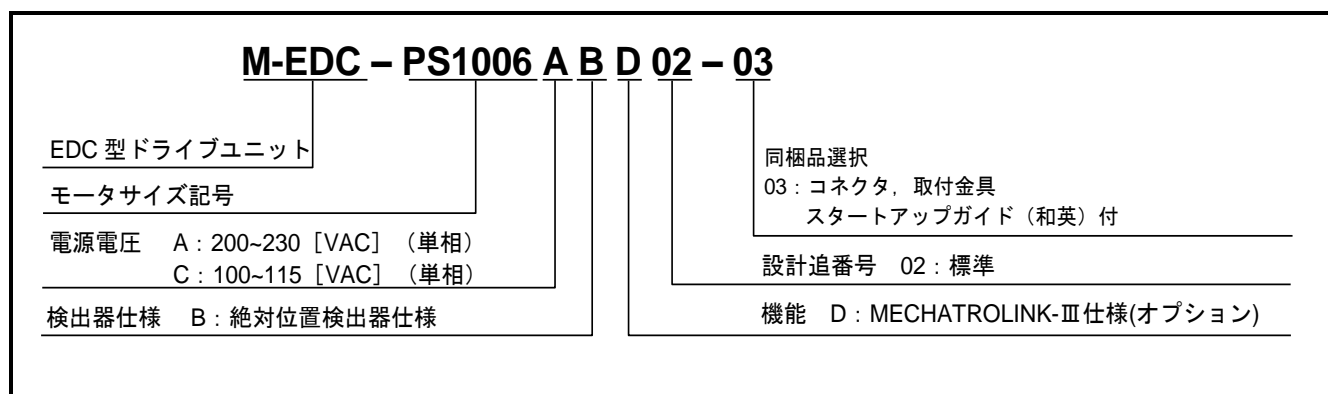 M-EDC – PS1006 A B D 02 – 03
EDC 型ドライブユニット
モータサイズ記号
電源電圧 A：200~230［VAC］（単相）
C：100~115［VAC］（単相）
検出器仕様 B：絶対位置検出器仕様
同梱品選択
03：コネクタ，取付金具
スタートアップガイド（和英）付
設計追番号 02：標準
機能 D：MECHATROLINK-Ⅲ仕様(オプション)